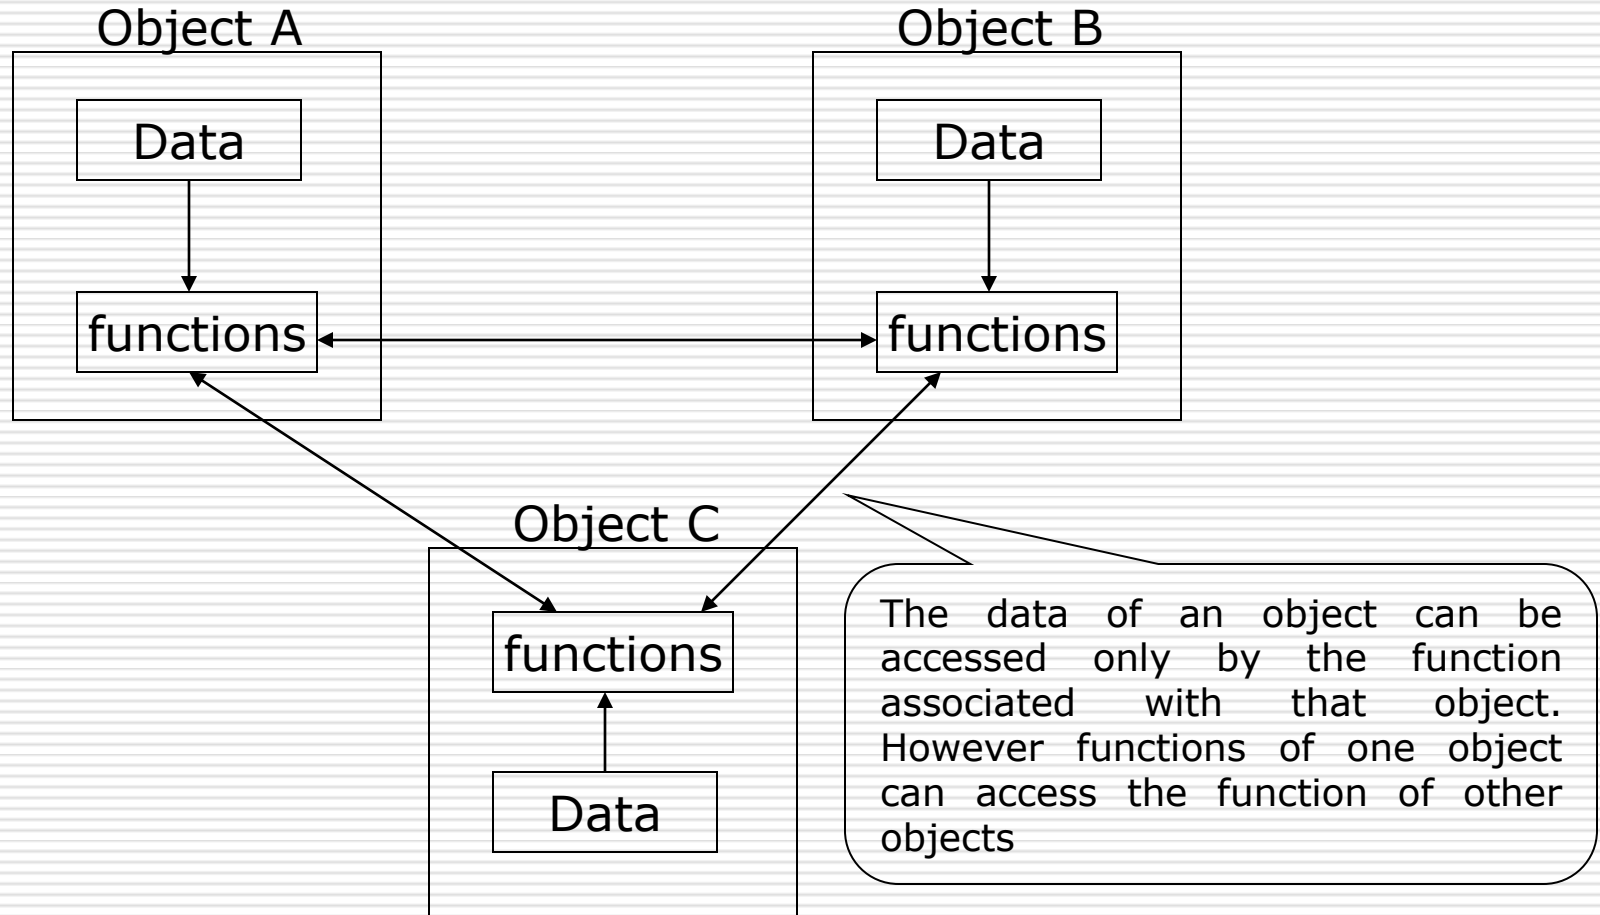 Object A
Object B
Data
Data
functions
functions
Object C
functions
Data
The data of an object can be
accessed only by the function
associated with that object.
However functions of one object
can access the function of other
objects